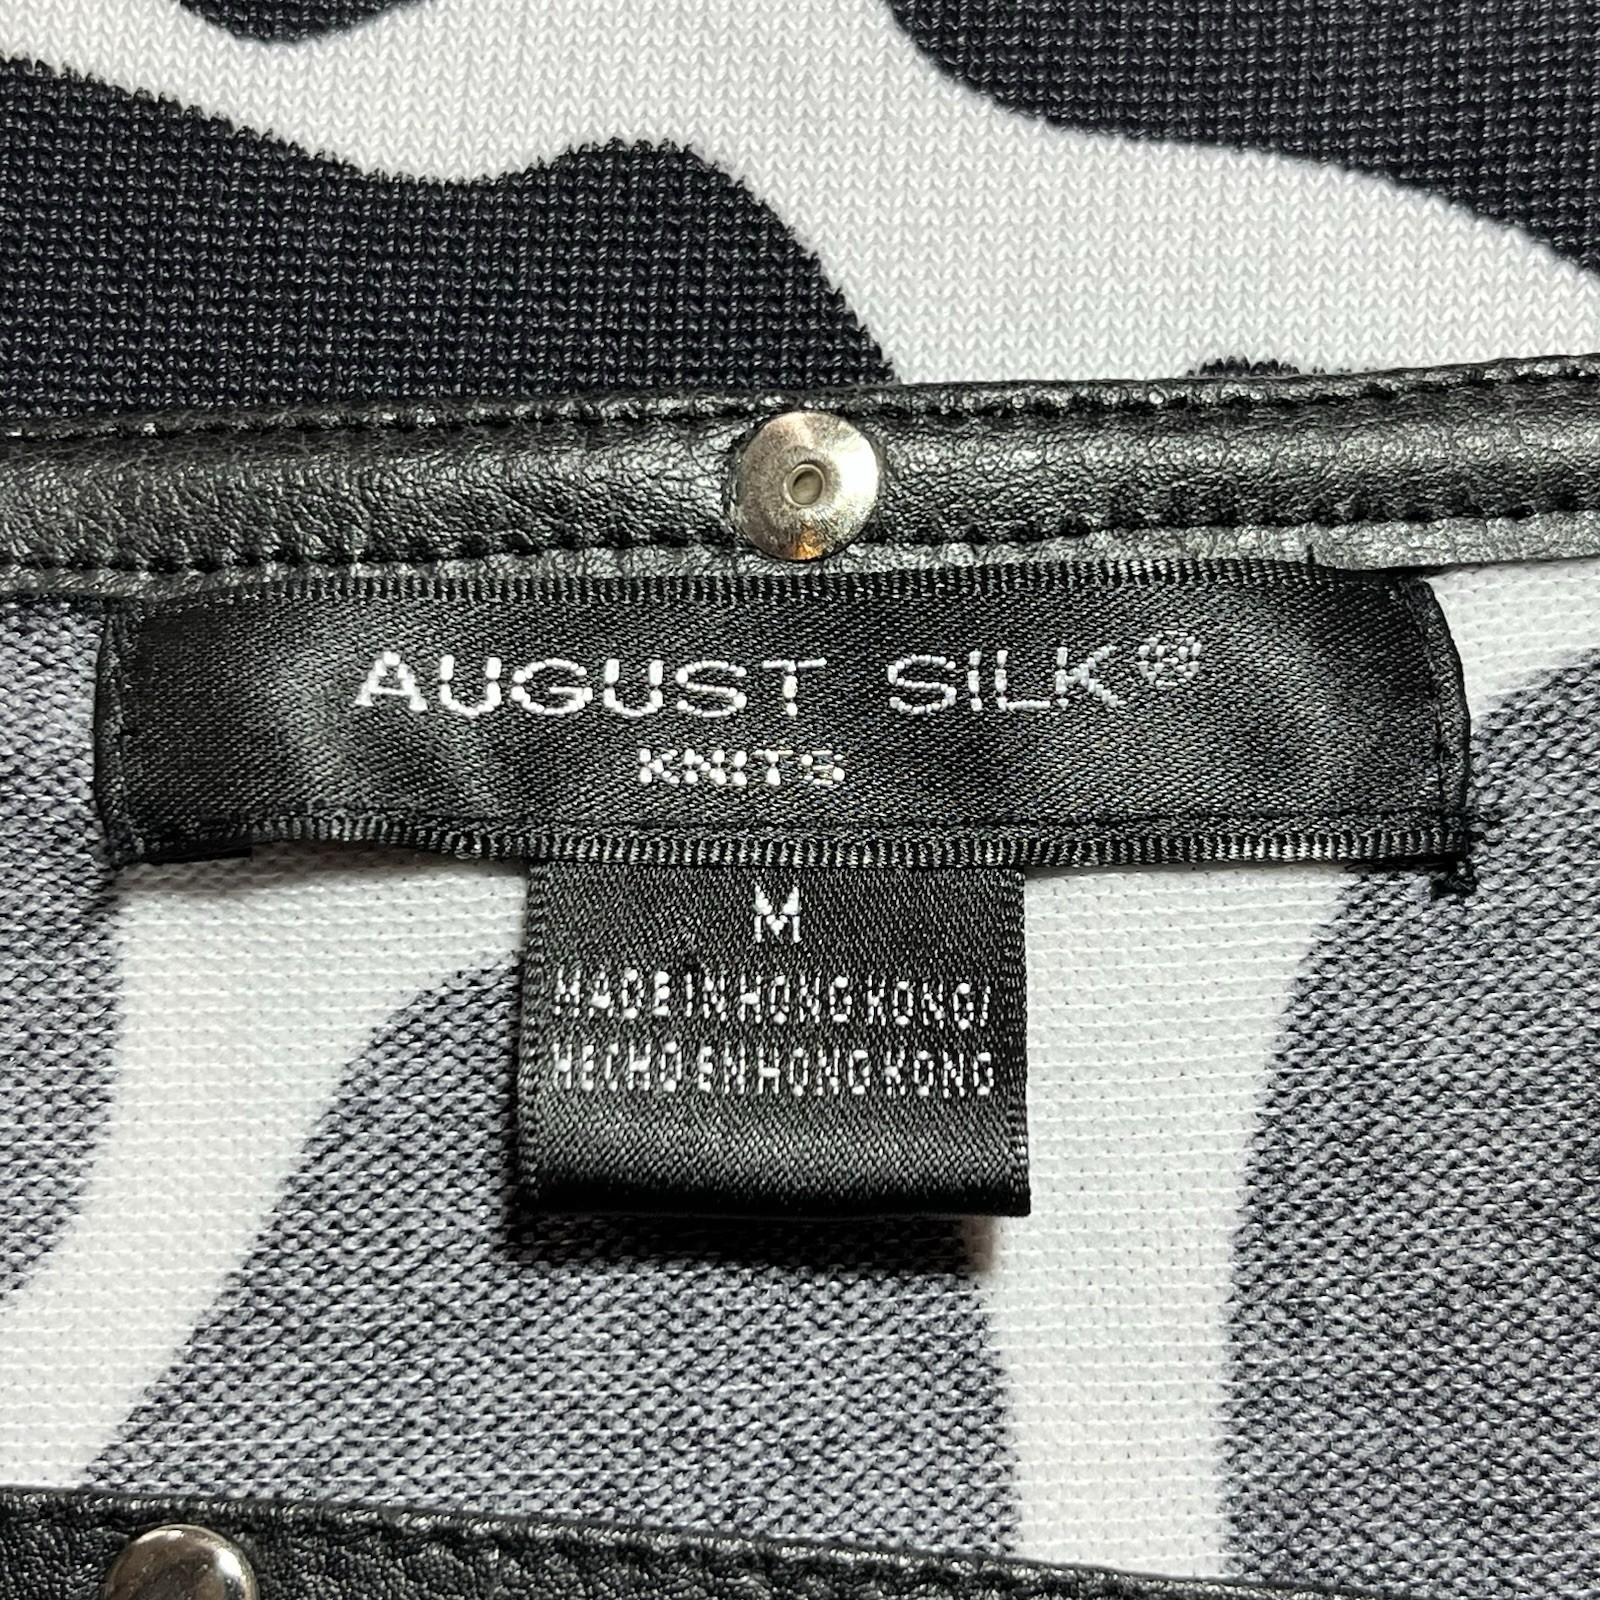 AUGUST SILK®
KNITS
M
MADE IN HONG KONG/
HECHO EN HONG KONG